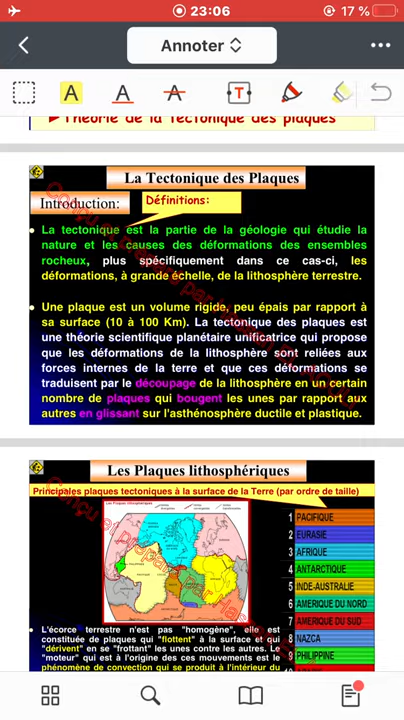 23:06
17 %
Annoter
A A A T
Théorie de la Tectonique des plaques
La Tectonique des Plaques
Introduction:
Définitions:
La tectonique est la partie de la géologie qui étudie la
nature et les causes des déformations des ensembles
rocheux, plus spécifiquement dans ce cas-ci, les
déformations, à grande échelle, de la lithosphère terrestre.
Une plaque est un volume rigide, peu épais par rapport à
sa surface (10 à 100 Km). La tectonique des plaques est
une théorie scientifique planétaire unificatrice qui propose
que les déformations de la lithosphère sont reliées aux
forces internes de la terre et que ces déformations se
traduisent par le découpage de la lithosphère en un certain
nombre de plaques qui bougent les unes par rapport aux
autres en glissant sur l'asthénosphère ductile et plastique.
Les Plaques lithosphériques
Principales plaques tectoniques à la surface de la Terre (par ordre de taille)
1 PACIFIQUE
2 EURASIE
3 AFRIQUE
4 ANTARCTIQUE
5 INDE-AUSTRALIE
6 AMERIQUE DU NORD
7 AMERIQUE DU SUD
8 NAZCA
9 PHILIPPINE
L'écorce terrestre n'est pas "homogène", elle est
constituée de plaques qui "flottent" à la surface et qui
"dérivent" en se "frottant" les unes contre les autres. Le
"moteur" qui est à l'origine des ces mouvements est le
phénomène de convection qui se produit à l'intérieur du